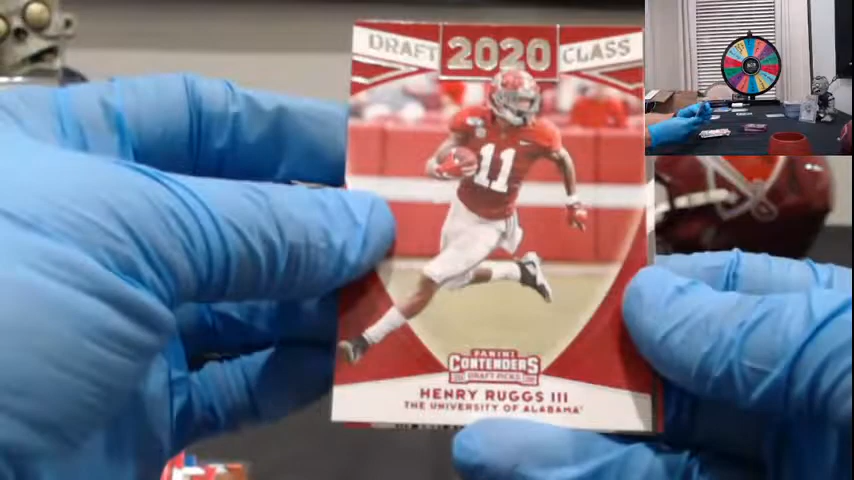 DRAFT 2020 CLASS
11
PANINI
CONTENDERS
DRAFT PICKS
HENRY RUGGS III
THE UNIVERSITY OF ALABAMA